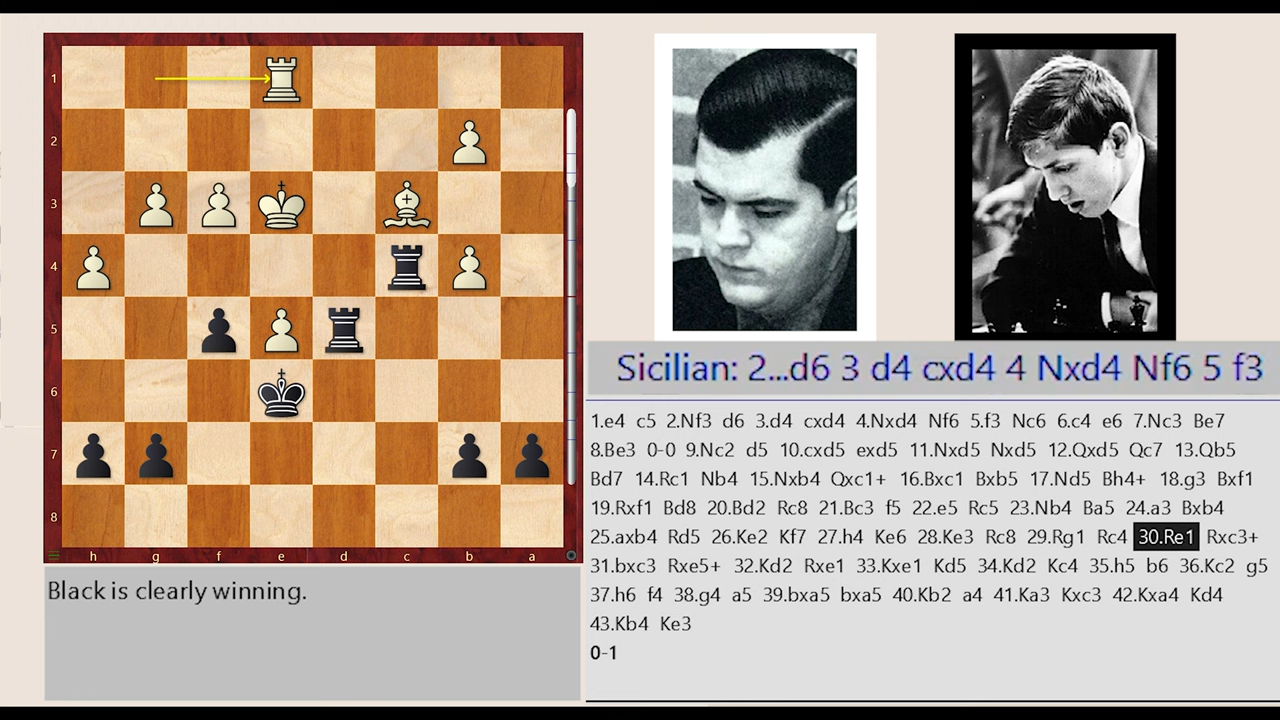 1
2
3
4
5
6
7
8
h g f e d c b a
Black is clearly winning.
Sicilian: 2...d6 3 d4 cxd4 4 Nxd4 Nf6 5 f3
1.e4 c5 2.Nf3 d6 3.d4 cxd4 4.Nxd4 Nf6 5.f3 Nc6 6.c4 e6 7.Nc3 Be7
8.Be3 0-0 9.Nc2 d5 10.cxd5 exd5 11.Nxd5 Nxd5 12.Qxd5 Qc7 13.Qb5
Bd7 14.Rc1 Nb4 15.Nxb4 Qxc1+ 16.Bxc1 Bxb5 17.Nd5 Bh4+ 18.g3 Bxf1
19.Rxf1 Bd8 20.Bd2 Rc8 21.Bc3 f5 22.e5 Rc5 23.Nb4 Ba5 24.a3 Bxb4
25.axb4 Rd5 26.Ke2 Kf7 27.h4 Ke6 28.Ke3 Rc8 29.Rg1 Rc4 30.Re1 Rxc3+
31.bxc3 Rxe5+ 32.Kd2 Rxe1 33.Kxe1 Kd5 34.Kd2 Kc4 35.h5 b6 36.Kc2 g5
37.h6 f4 38.g4 a5 39.bxa5 bxa5 40.Kb2 a4 41.Ka3 Kxc3 42.Kxa4 Kd4
43.Kb4 Ke3
0-1